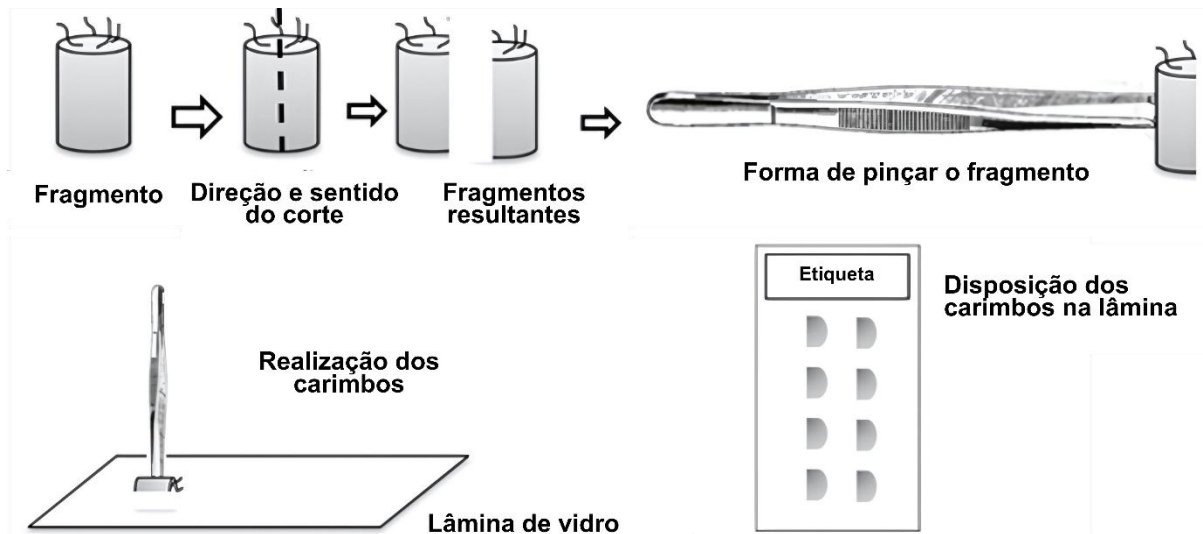 Fragmento
Direção e sentido
do corte
Fragmentos
resultantes
Forma de pinçar o fragmento
Realização dos
carimbos
Lâmina de vidro
Etiqueta
Disposição dos
carimbos na lâmina